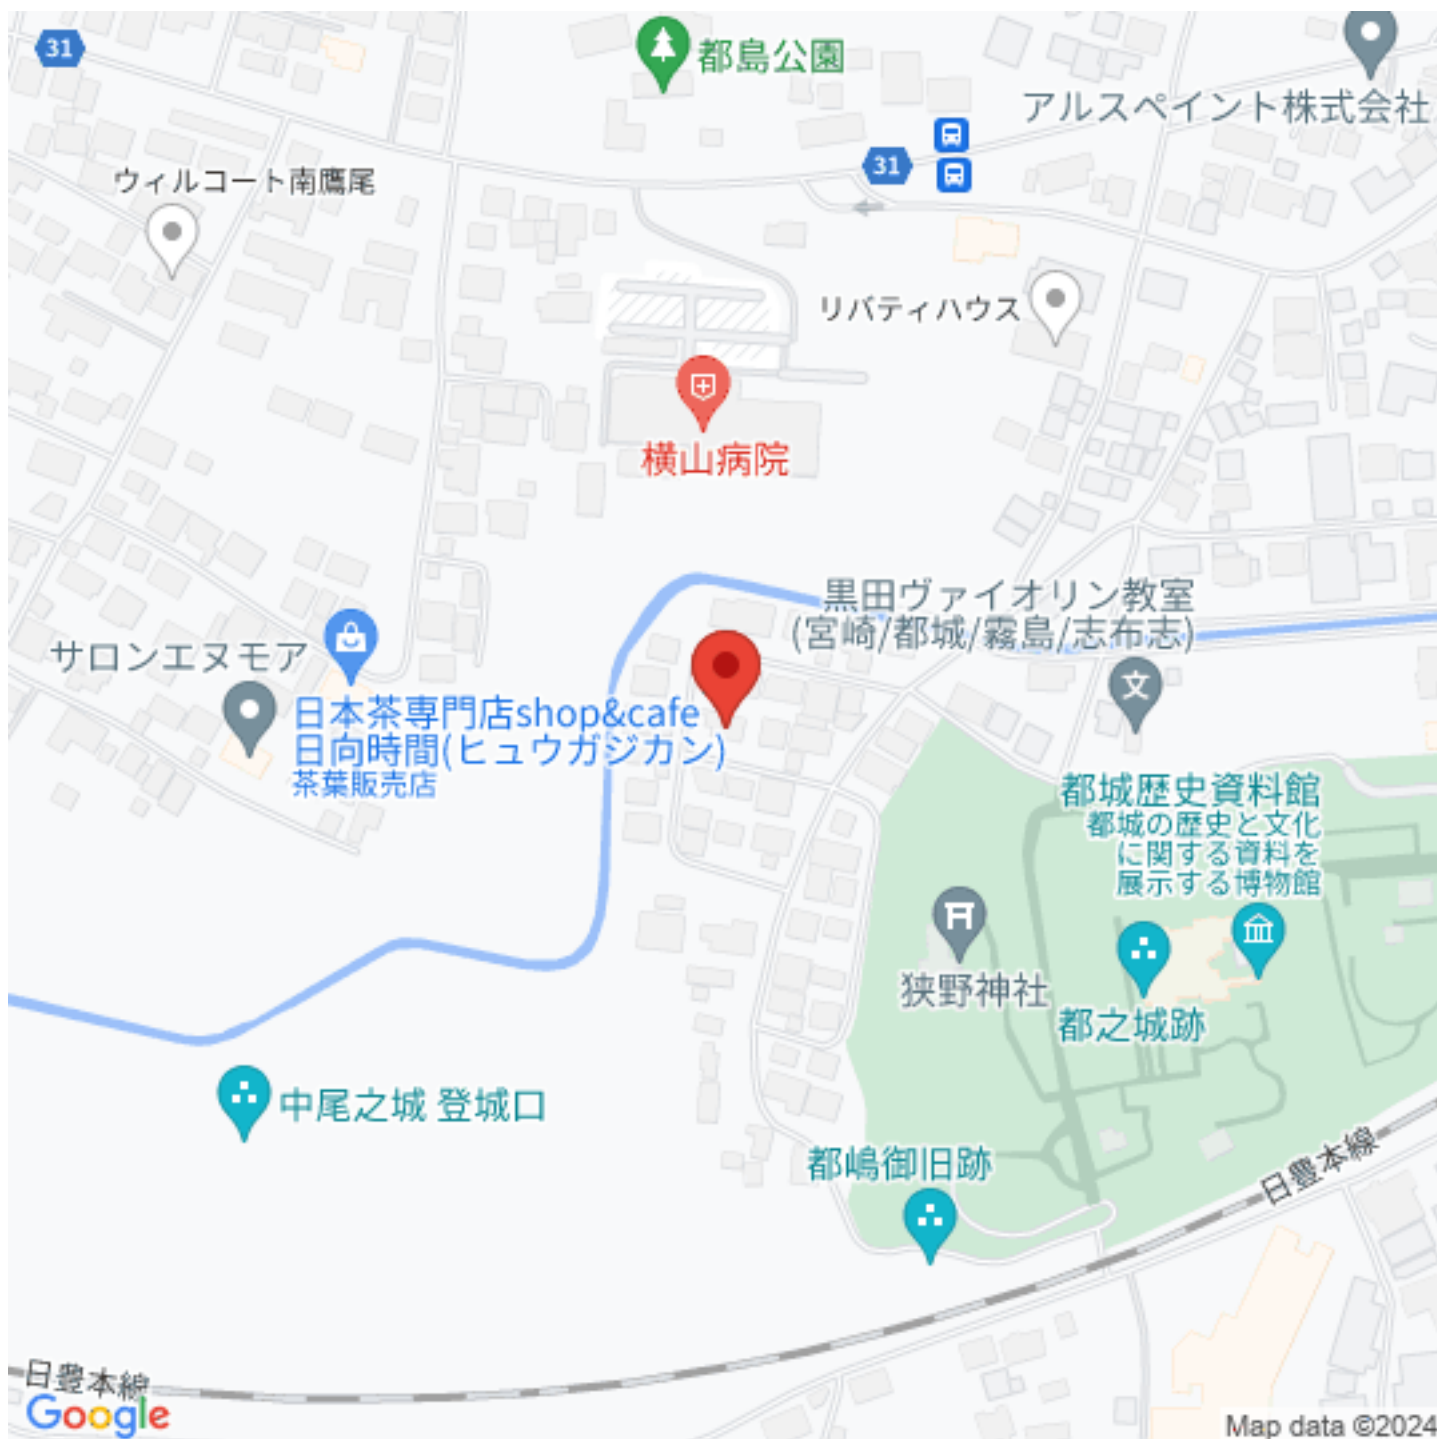 31
都島公園
アルスペイント株式会社
31
ウィルコート南鷹尾
リバティハウス
横山病院
黒田ヴァイオリン教室
(宮崎/都城/霧島/志布志)
サロンエヌモア
文
日本茶専門店shop&cafe
日向時間(ヒュウガジカン)
茶葉販売店
都城歴史資料館
都城の歴史と文化
に関する資料を
展示する博物館
狭野神社
都之城跡
中尾之城 登城口
都嶋御旧跡
日豊本線
日豊本線
Google
Map data ©2024